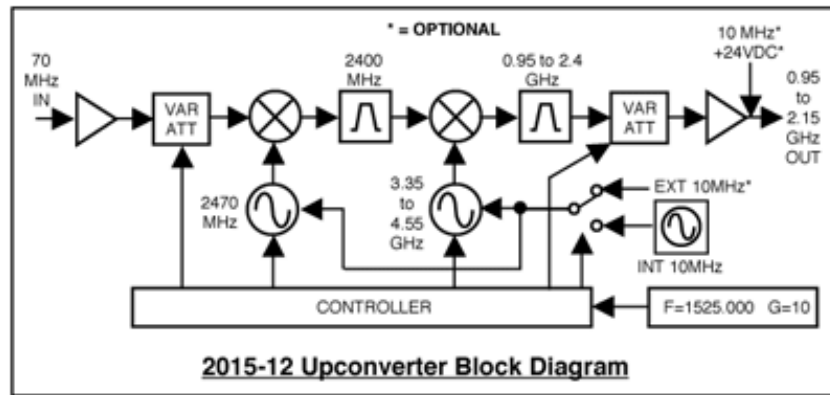 * = OPTIONAL
10 MHz*
+24VDC*
70
MHz
IN
VAR
ATT
2400
MHz
0.95 to 2.4
GHz
VAR
ATT
0.95
to
2.15
GHz
OUT
2470
MHz
3.35
to
4.55
GHz
EXT 10MHz*
INT 10MHz
CONTROLLER
F=1525.000 G=10
2015-12 Upconverter Block Diagram